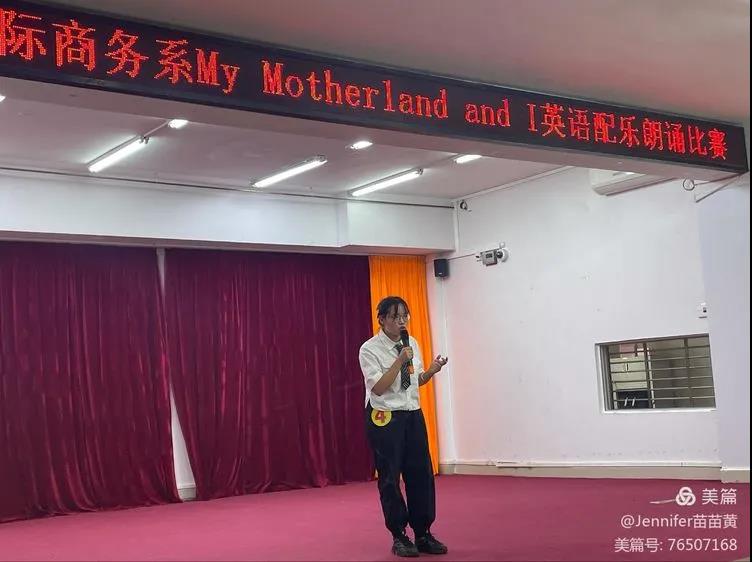 际商务系My Motherland and I英语配乐朗诵比赛
4
美篇
@Jennifer苗苗黄
美篇号: 76507168